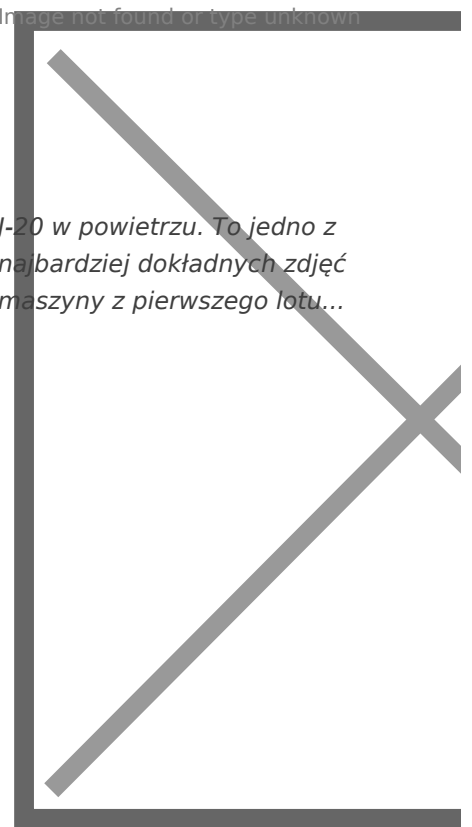 Image not found or type unknown
J-20 w powietrzu. To jedno z
najbardziej dokładnych zdjęć
maszyny z pierwszego lotu...